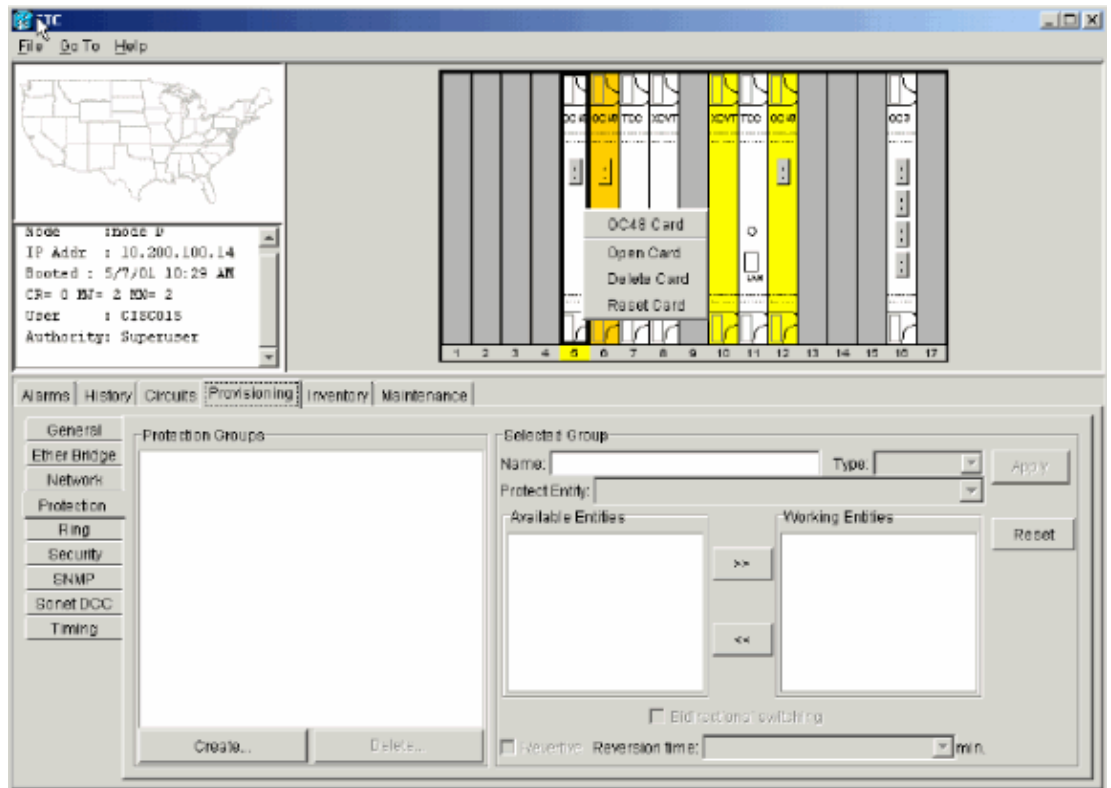 CTC
File Go To Help
OC48 OC48 TCC XCVT XCVT TCC OC48 OC3
Node : node D
IP Addr : 10.200.100.14
Booted : 5/7/01 10:29 AM
CR= 0 MJ= 2 MN= 2
User : CISCO15
Authority: Superuser
OC48 Card
Open Card
Delete Card
Reset Card
LAN
1 2 3 4 5 6 7 8 9 10 11 12 13 14 15 16 17
Alarms History Circuits Provisioning Inventory Maintenance
General
Ether Bridge
Network
Protection
Ring
Security
SNMP
Sonet DCC
Timing
Protection Groups
Create... Delete...
Selected Group
Name: Type: Apply
Protect Entity:
Available Entities Working Entities
Reset
>>
<<
Bidirectional switching
Revertive Reversion time: min.